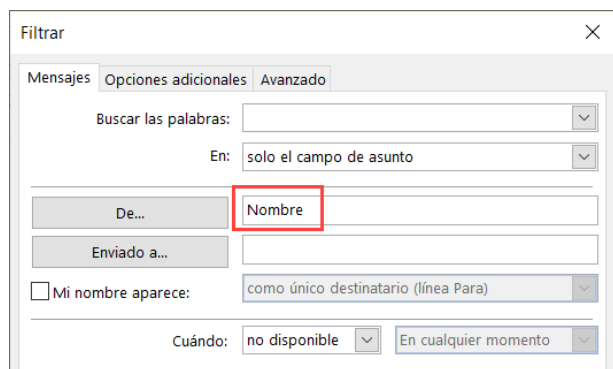 Filtrar
Mensajes Opciones adicionales Avanzado
Buscar las palabras:
En: solo el campo de asunto
De... Nombre
Enviado a...
Mi nombre aparece: como único destinatario (línea Para)
Cuándo: no disponible En cualquier momento